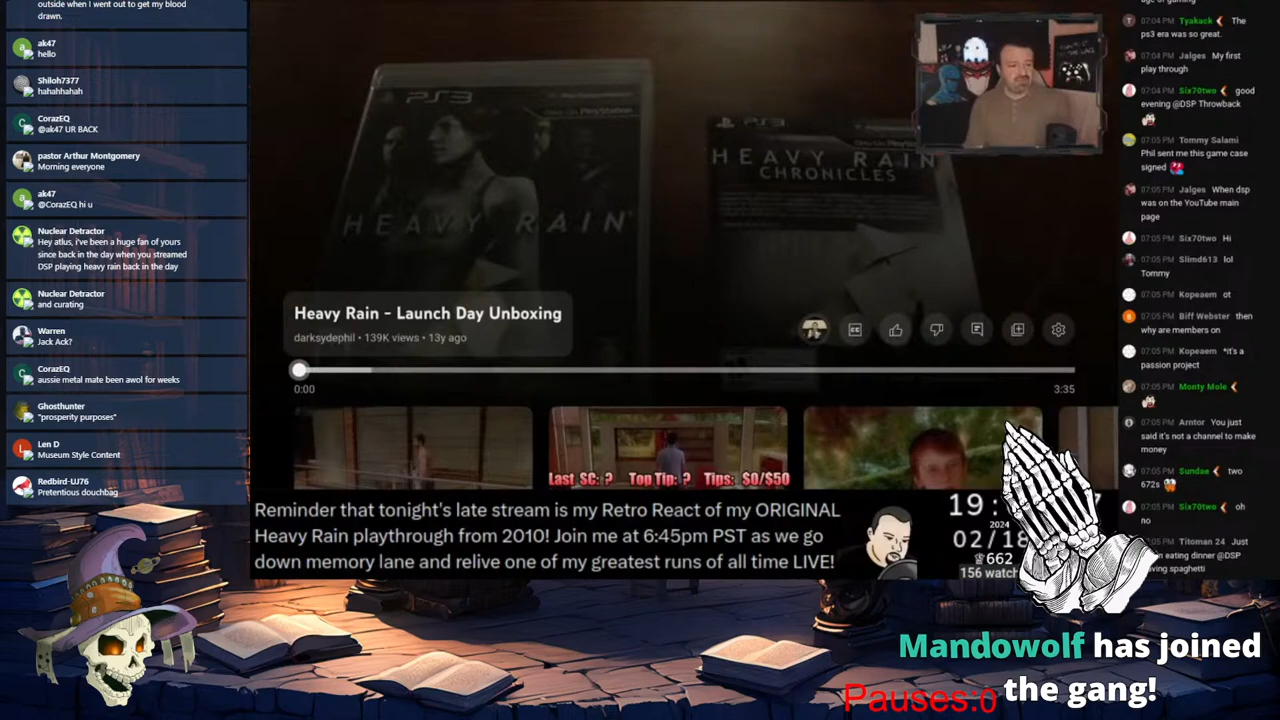 outside when I went out to get my blood
drawn.
ak47
hello
Shiloh7377
hahahhahah
CorazEQ
@ak47 UR BACK
pastor Arthur Montgomery
Morning everyone
ak47
@CorazEQ hi u
Nuclear Detractor
Hey atlus, i've been a huge fan of yours
since back in the day when you streamed
DSP playing heavy rain back in the day
Nuclear Detractor
and curating
Warren
Jack Ack?
CorazEQ
aussie metal mate been awol for weeks
Ghosthunter
"prosperity purposes"
Len D
Museum Style Content
Redbird-UJ76
Pretentious douchbag
PS3
HEAVY RAIN
PS3
HEAVY RAIN
CHRONICLES
Heavy Rain - Launch Day Unboxing
darksydephil • 139K views • 13y ago
CC
0:00
3:35
Last SC: ? Top Tip: ? Tips: $0/$50
Reminder that tonight's late stream is my Retro React of my ORIGINAL
Heavy Rain playthrough from 2010! Join me at 6:45pm PST as we go
down memory lane and relive one of my greatest runs of all time LIVE!
19:
2024
02/18
662
156 watch
07:04 PM Tyakack The
ps3 era was so great.
07:04 PM Jalges My first
play through
07:04 PM Six70two good
evening @DSP Throwback
07:05 PM Tommy Salami
Phil sent me this game case
signed
07:05 PM Jalges When dsp
was on the YouTube main
page
07:05 PM Six70two Hi
07:05 PM Slimd613 lol
Tommy
07:05 PM Kopeaem ot
07:05 PM Biff Webster then
why are members on
07:05 PM Kopeaem *it's a
passion project
07:05 PM Monty Mole
07:05 PM Arntor You just
said it's not a channel to make
money
07:05 PM Sundae two
672s
07:05 PM Six70two oh
no
Titoman 24 Just
eating dinner @DSP
spaghetti
Mandowolf has joined
the gang!
Pauses:0